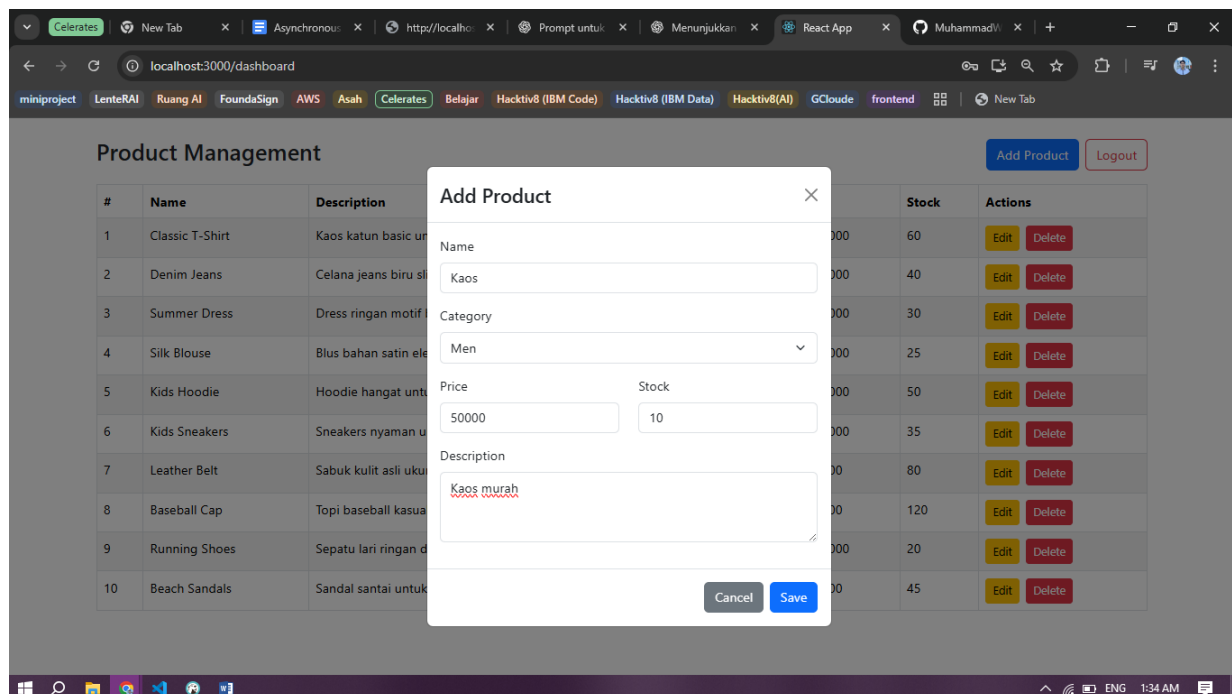 Celerates New Tab Asynchronous http://localhos Prompt untuk Menunjukkan React App MuhammadW
localhost:3000/dashboard
miniproject LenteRAI Ruang AI FoundaSign AWS Asah Celerates Belajar Hacktiv8 (IBM Code) Hacktiv8 (IBM Data) Hacktiv8(AI) GCloude frontend New Tab
Product Management Add Product Logout
Add Product
# Name Description Stock Actions
Name
1 Classic T-Shirt Kaos katun basic un 000 60 Edit Delete
Kaos
2 Denim Jeans Celana jeans biru sli 000 40 Edit Delete
3 Summer Dress Dress ringan motif 000 30 Edit Delete
Category
Men
4 Silk Blouse Blus bahan satin ele 000 25 Edit Delete
Price Stock
5 Kids Hoodie Hoodie hangat untu 000 50 Edit Delete
50000 10
6 Kids Sneakers Sneakers nyaman u 000 35 Edit Delete
Description
7 Leather Belt Sabuk kulit asli uku 00 80 Edit Delete
Kaos murah
8 Baseball Cap Topi baseball kasua 00 120 Edit Delete
9 Running Shoes Sepatu lari ringan d 000 20 Edit Delete
10 Beach Sandals Sandal santai untuk 00 45 Edit Delete
Cancel Save
ENG 1:34 AM